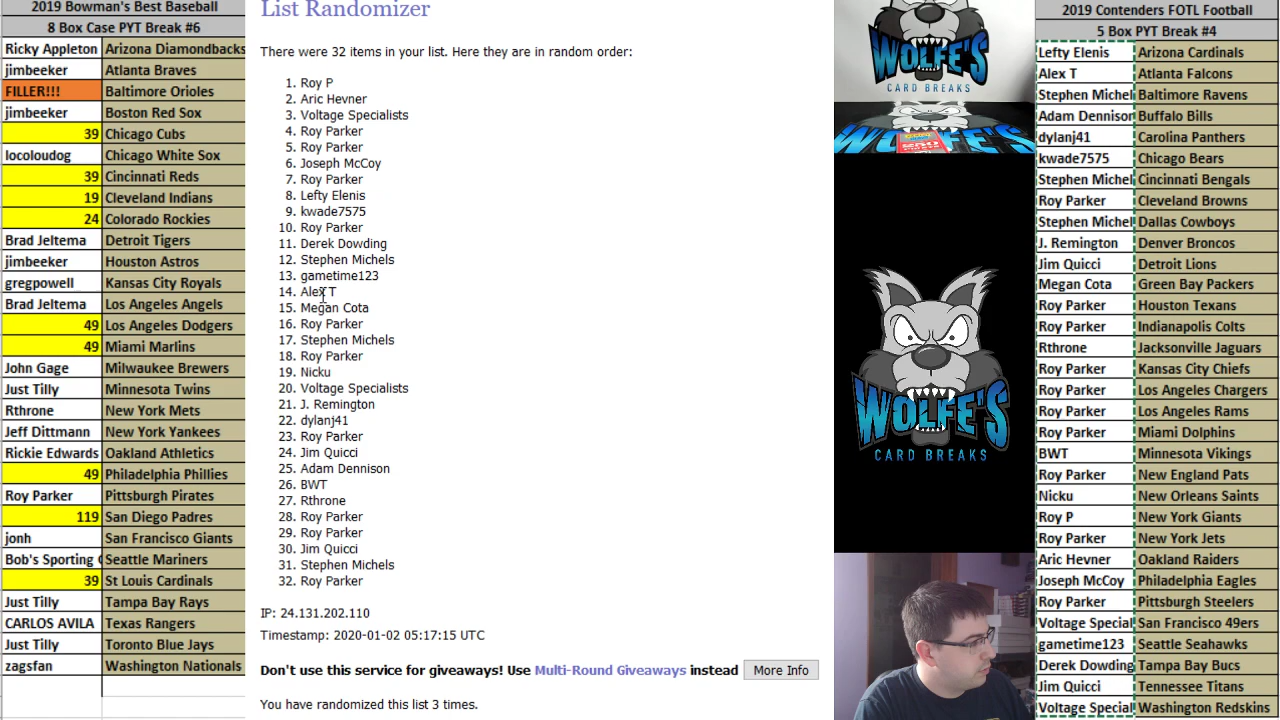 2019 Bowman's Best Baseball
8 Box Case PYT Break #6
Ricky Appleton Arizona Diamondbacks
jimbeeker Atlanta Braves
FILLER!!! Baltimore Orioles
jimbeeker Boston Red Sox
39 Chicago Cubs
locoloudog Chicago White Sox
39 Cincinnati Reds
19 Cleveland Indians
24 Colorado Rockies
Brad Jeltema Detroit Tigers
jimbeeker Houston Astros
gregpowell Kansas City Royals
Brad Jeltema Los Angeles Angels
49 Los Angeles Dodgers
49 Miami Marlins
John Gage Milwaukee Brewers
Just Tilly Minnesota Twins
Rthrone New York Mets
Jeff Dittmann New York Yankees
Rickie Edwards Oakland Athletics
49 Philadelphia Phillies
Roy Parker Pittsburgh Pirates
119 San Diego Padres
jonh San Francisco Giants
Bob's Sporting Seattle Mariners
39 St Louis Cardinals
Just Tilly Tampa Bay Rays
CARLOS AVILA Texas Rangers
Just Tilly Toronto Blue Jays
zagsfan Washington Nationals
List Randomizer
There were 32 items in your list. Here they are in random order:
1. Roy P
2. Aric Hevner
3. Voltage Specialists
4. Roy Parker
5. Roy Parker
6. Joseph McCoy
7. Roy Parker
8. Lefty Elenis
9. kwade7575
10. Roy Parker
11. Derek Dowding
12. Stephen Michels
13. gametime123
14. Alex T
15. Megan Cota
16. Roy Parker
17. Stephen Michels
18. Roy Parker
19. Nicku
20. Voltage Specialists
21. J. Remington
22. dylanj41
23. Roy Parker
24. Jim Quicci
25. Adam Dennison
26. BWT
27. Rthrone
28. Roy Parker
29. Roy Parker
30. Jim Quicci
31. Stephen Michels
32. Roy Parker
IP: 24.131.202.110
Timestamp: 2020-01-02 05:17:15 UTC
Don't use this service for giveaways! Use Multi-Round Giveaways instead More Info
You have randomized this list 3 times.
WOLFE'S
CARD BREAKS
WOLFE'S
WOLFE'S
CARD BREAKS
2019 Contenders FOTL Football
5 Box PYT Break #4
Lefty Elenis Arizona Cardinals
Alex T Atlanta Falcons
Stephen Michel Baltimore Ravens
Adam Dennison Buffalo Bills
dylanj41 Carolina Panthers
kwade7575 Chicago Bears
Stephen Michel Cincinnati Bengals
Roy Parker Cleveland Browns
Stephen Michel Dallas Cowboys
J. Remington Denver Broncos
Jim Quicci Detroit Lions
Megan Cota Green Bay Packers
Roy Parker Houston Texans
Roy Parker Indianapolis Colts
Rthrone Jacksonville Jaguars
Roy Parker Kansas City Chiefs
Roy Parker Los Angeles Chargers
Roy Parker Los Angeles Rams
Roy Parker Miami Dolphins
BWT Minnesota Vikings
Roy Parker New England Pats
Nicku New Orleans Saints
Roy P New York Giants
Roy Parker New York Jets
Aric Hevner Oakland Raiders
Joseph McCoy Philadelphia Eagles
Roy Parker Pittsburgh Steelers
Voltage Special San Francisco 49ers
gametime123 Seattle Seahawks
Derek Dowding Tampa Bay Bucs
Jim Quicci Tennessee Titans
Voltage Special Washington Redskins